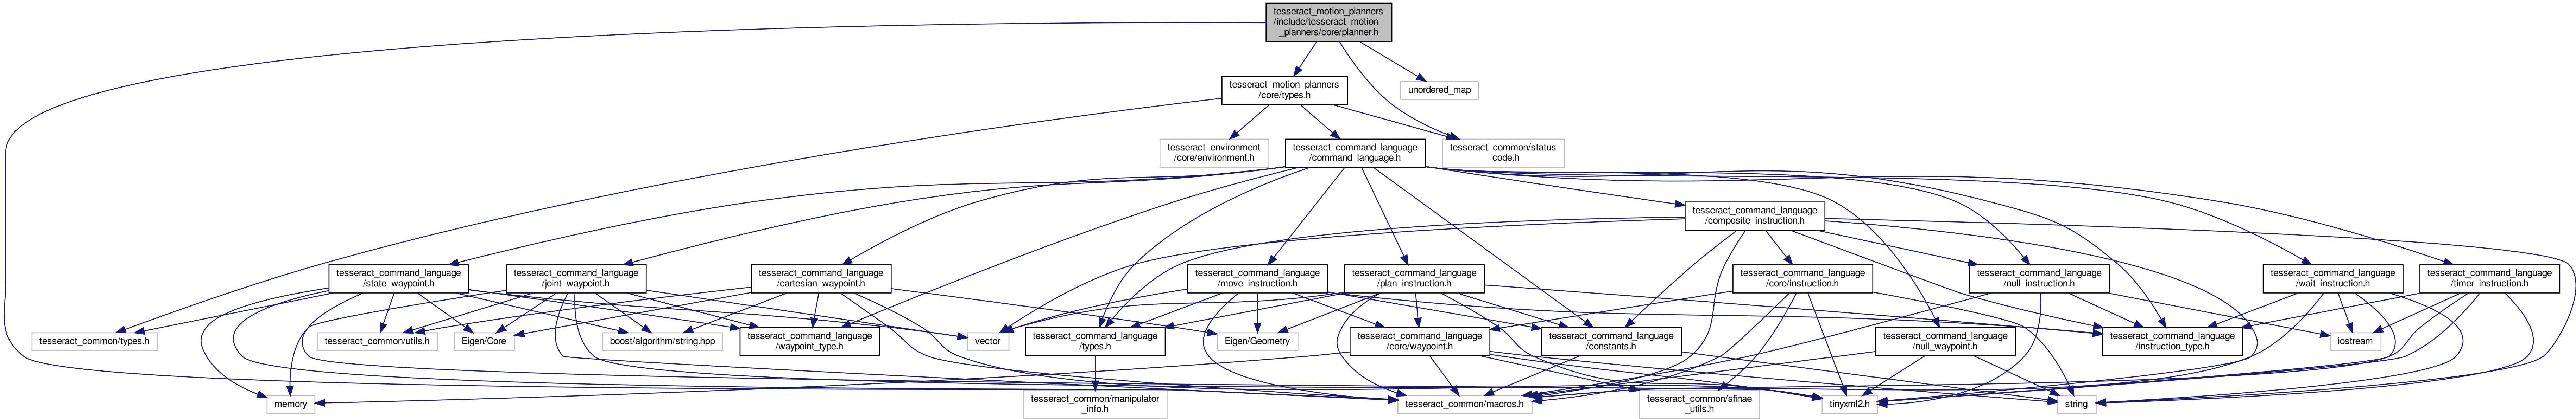 tesseract_motion_planners
/include/tesseract_motion
_planners/core/planner.h
tesseract_motion_planners
/core/types.h
unordered_map
tesseract_environment
/core/environment.h
tesseract_command_language
/command_language.h
tesseract_common/status
_code.h
tesseract_command_language
/composite_instruction.h
tesseract_command_language
/state_waypoint.h
tesseract_command_language
/joint_waypoint.h
tesseract_command_language
/cartesian_waypoint.h
tesseract_command_language
/move_instruction.h
tesseract_command_language
/plan_instruction.h
tesseract_command_language
/core/instruction.h
tesseract_command_language
/null_instruction.h
tesseract_command_language
/wait_instruction.h
tesseract_command_language
/timer_instruction.h
tesseract_common/types.h
tesseract_common/utils.h
Eigen/Core
boost/algorithm/string.hpp
tesseract_command_language
/waypoint_type.h
vector
tesseract_command_language
/types.h
Eigen/Geometry
tesseract_command_language
/core/waypoint.h
tesseract_command_language
/constants.h
tesseract_command_language
/null_waypoint.h
tesseract_command_language
/instruction_type.h
iostream
memory
tesseract_common/manipulator
_info.h
tesseract_common/macros.h
tesseract_common/sfinae
_utils.h
tinyxml2.h
string